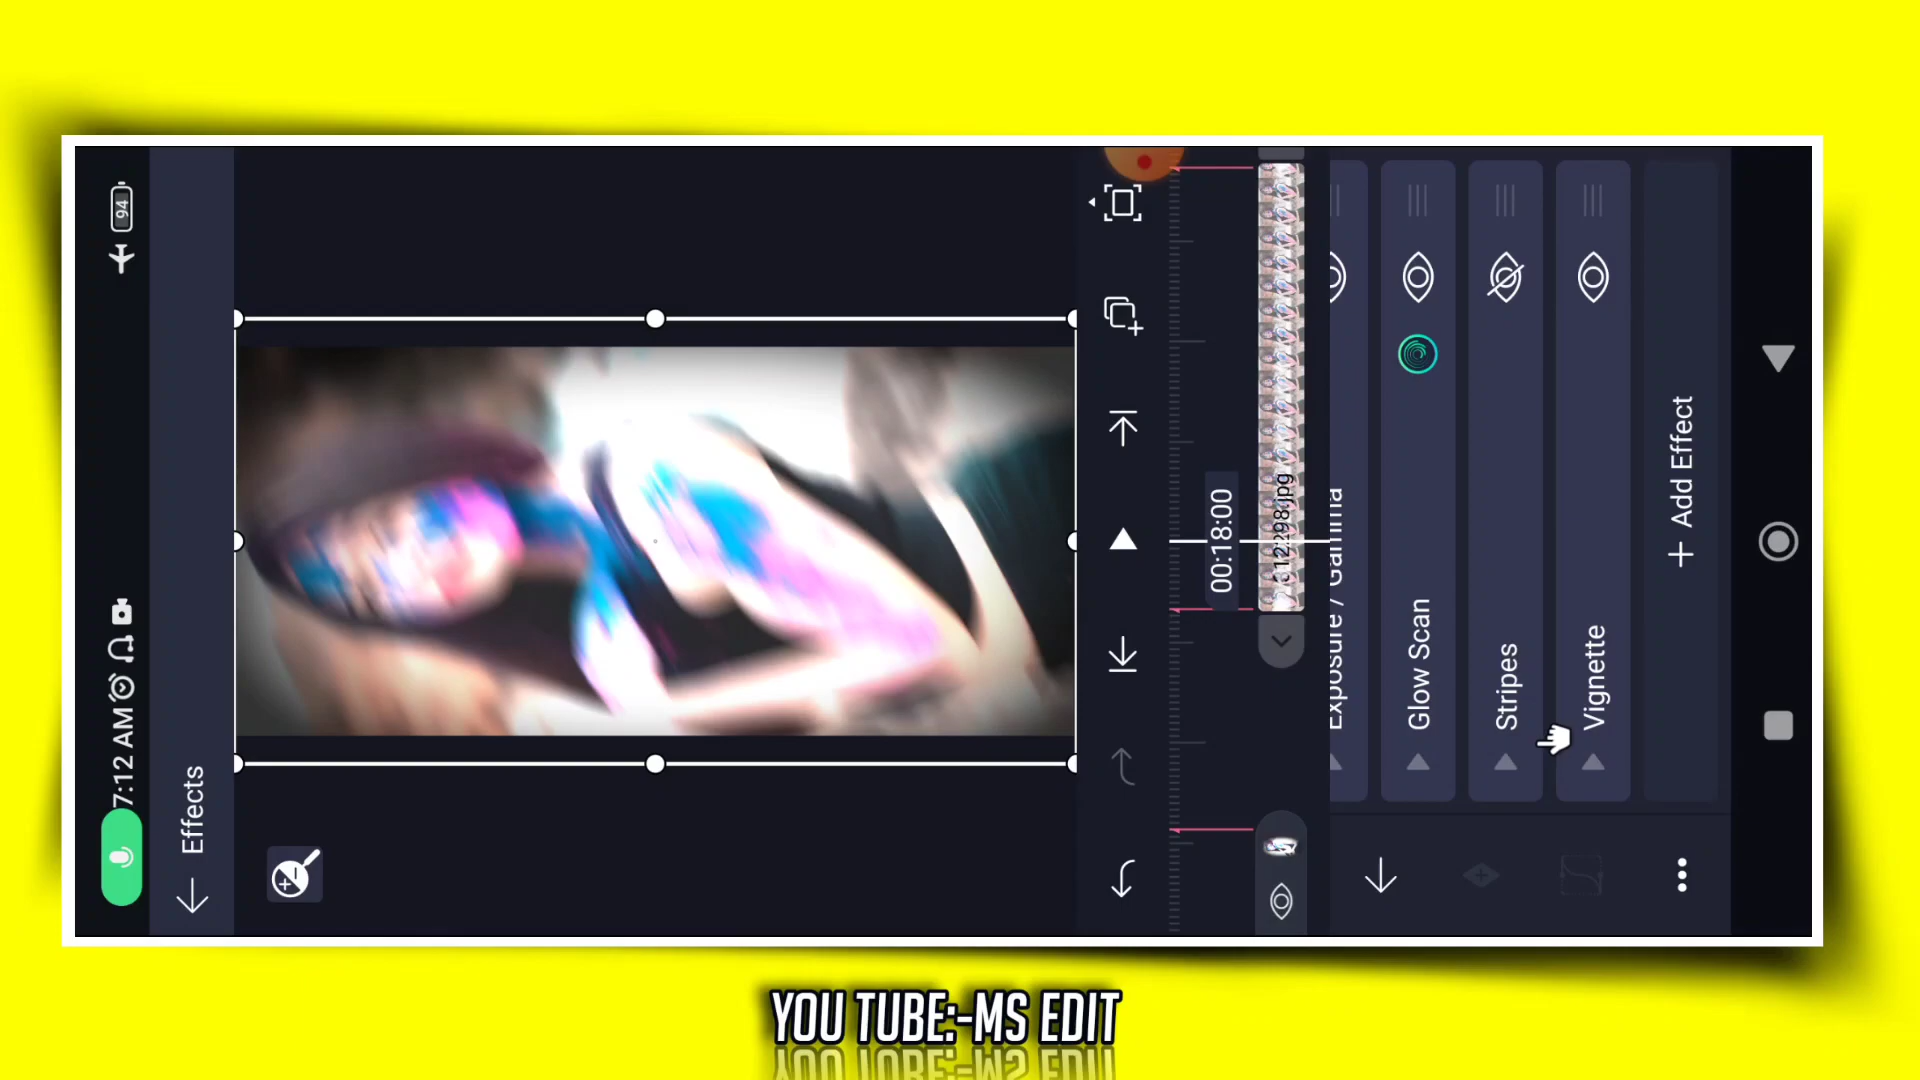 7:12 AM
94
Effects
00:18:00
312298.jpg
Exposure / Gamma
Glow Scan
Stripes
Vignette
+ Add Effect
YOU TUBE:-MS EDIT